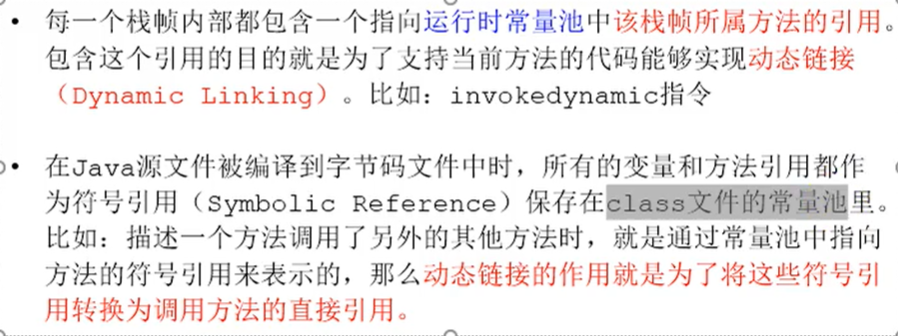 • 每一个栈帧内部都包含一个指向运行时常量池中该栈帧所属方法的引用。
包含这个引用的目的就是为了支持当前方法的代码能够实现动态链接
（Dynamic Linking）。比如：invokedynamic指令
• 在Java源文件被编译到字节码文件中时，所有的变量和方法引用都作
为符号引用（Symbolic Reference）保存在class文件的常量池里。
比如：描述一个方法调用了另外的其他方法时，就是通过常量池中指向
方法的符号引用来表示的，那么动态链接的作用就是为了将这些符号引
用转换为调用方法的直接引用。